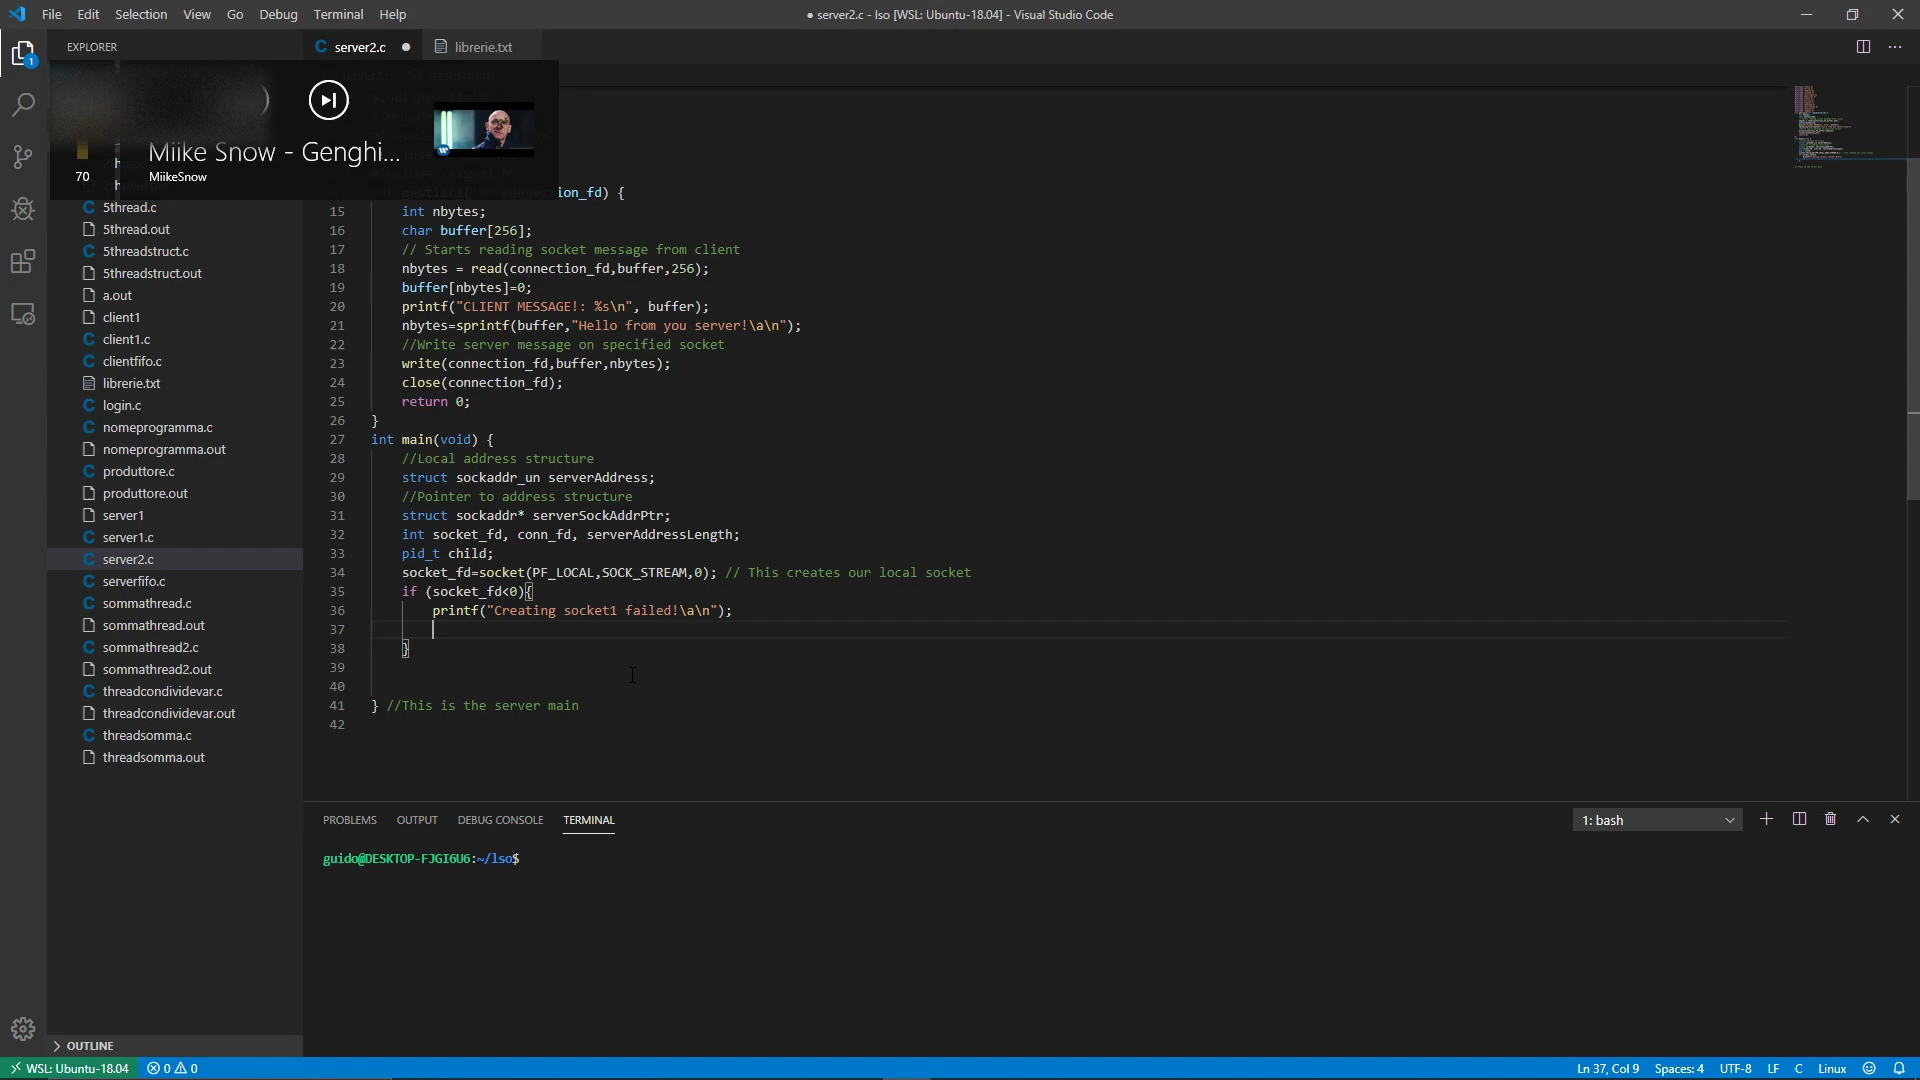 File Edit Selection View Go Debug Terminal Help
● server2.c - lso [WSL: Ubuntu-18.04] - Visual Studio Code
EXPLORER
server2.c
librerie.txt
1
Miike Snow - Genghi...
MiikeSnow
70
5thread.c
5thread.out
5threadstruct.c
5threadstruct.out
a.out
client1
client1.c
clientfifo.c
librerie.txt
login.c
nomeprogramma.c
nomeprogramma.out
produttore.c
produttore.out
server1
server1.c
server2.c
serverfifo.c
sommathread.c
sommathread.out
sommathread2.c
sommathread2.out
threadcondividevar.c
threadcondividevar.out
threadsomma.c
threadsomma.out
OUTLINE
connection_fd) {
15 int nbytes;
16 char buffer[256];
17 // Starts reading socket message from client
18 nbytes = read(connection_fd,buffer,256);
19 buffer[nbytes]=0;
20 printf("CLIENT MESSAGE!: %s\n", buffer);
21 nbytes=sprintf(buffer,"Hello from you server!\a\n");
22 //Write server message on specified socket
23 write(connection_fd,buffer,nbytes);
24 close(connection_fd);
25 return 0;
26 }
27 int main(void) {
28 //Local address structure
29 struct sockaddr_un serverAddress;
30 //Pointer to address structure
31 struct sockaddr* serverSockAddrPtr;
32 int socket_fd, conn_fd, serverAddressLength;
33 pid_t child;
34 socket_fd=socket(PF_LOCAL,SOCK_STREAM,0); // This creates our local socket
35 if (socket_fd<0){
36 printf("Creating socket1 failed!\a\n");
37
38 }
39
40
41 } //This is the server main
42
PROBLEMS OUTPUT DEBUG CONSOLE TERMINAL
1: bash
guido@DESKTOP-FJGI6U6:~/lso$
WSL: Ubuntu-18.04 0 0
Ln 37, Col 9 Spaces: 4 UTF-8 LF C Linux